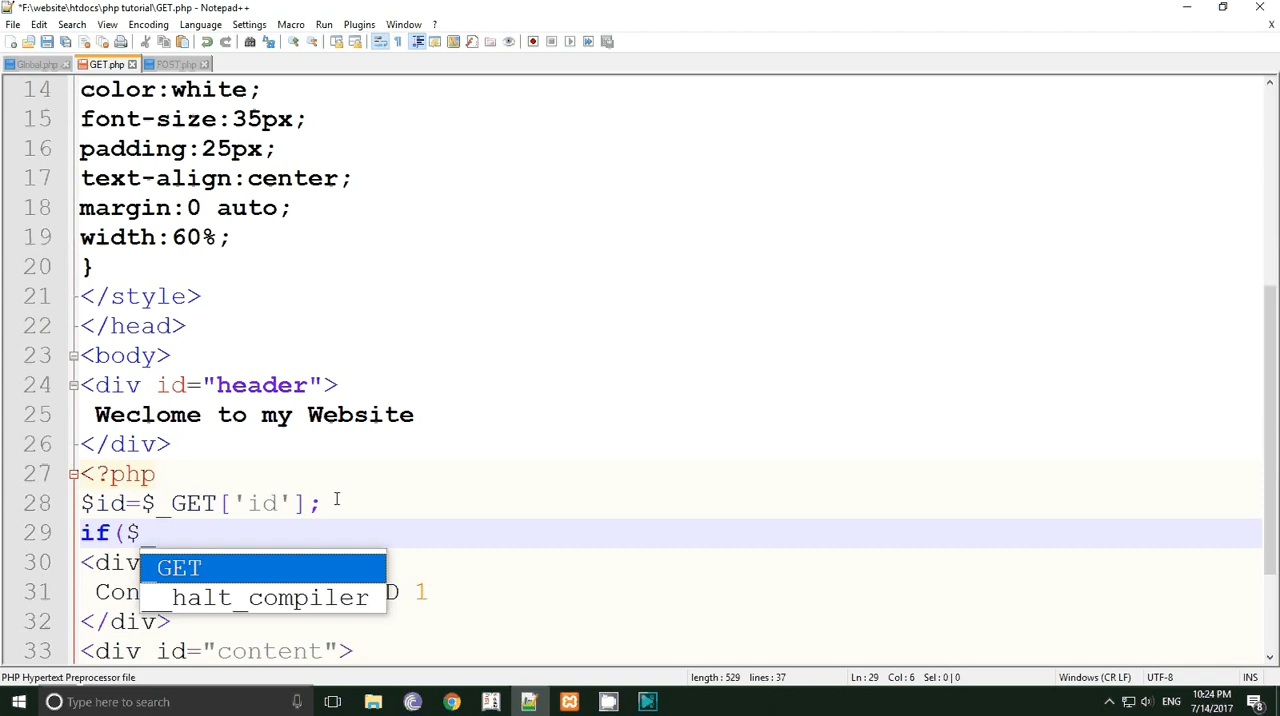 *F:\website\htdocs\php tutorial\GET.php - Notepad++
File Edit Search View Encoding Language Settings Macro Run Plugins Window ?
X
Global.php GET.php POST.php
14 color:white;
15 font-size:35px;
16 padding:25px;
17 text-align:center;
18 margin:0 auto;
19 width:60%;
20 }
21 </style>
22 </head>
23 <body>
24 <div id="header">
25 Weclome to my Website
26 </div>
27 <?php
28 $id=$_GET['id'];
29 if($_
_GET
__halt_compiler
30 <div
31 Con D 1
32 </div>
33 <div id="content">
PHP Hypertext Preprocessor file length : 529 lines : 37 Ln : 29 Col : 6 Sel : 0 | 0 Windows (CR LF) UTF-8 INS
Type here to search
ENG
10:24 PM
7/14/2017
8